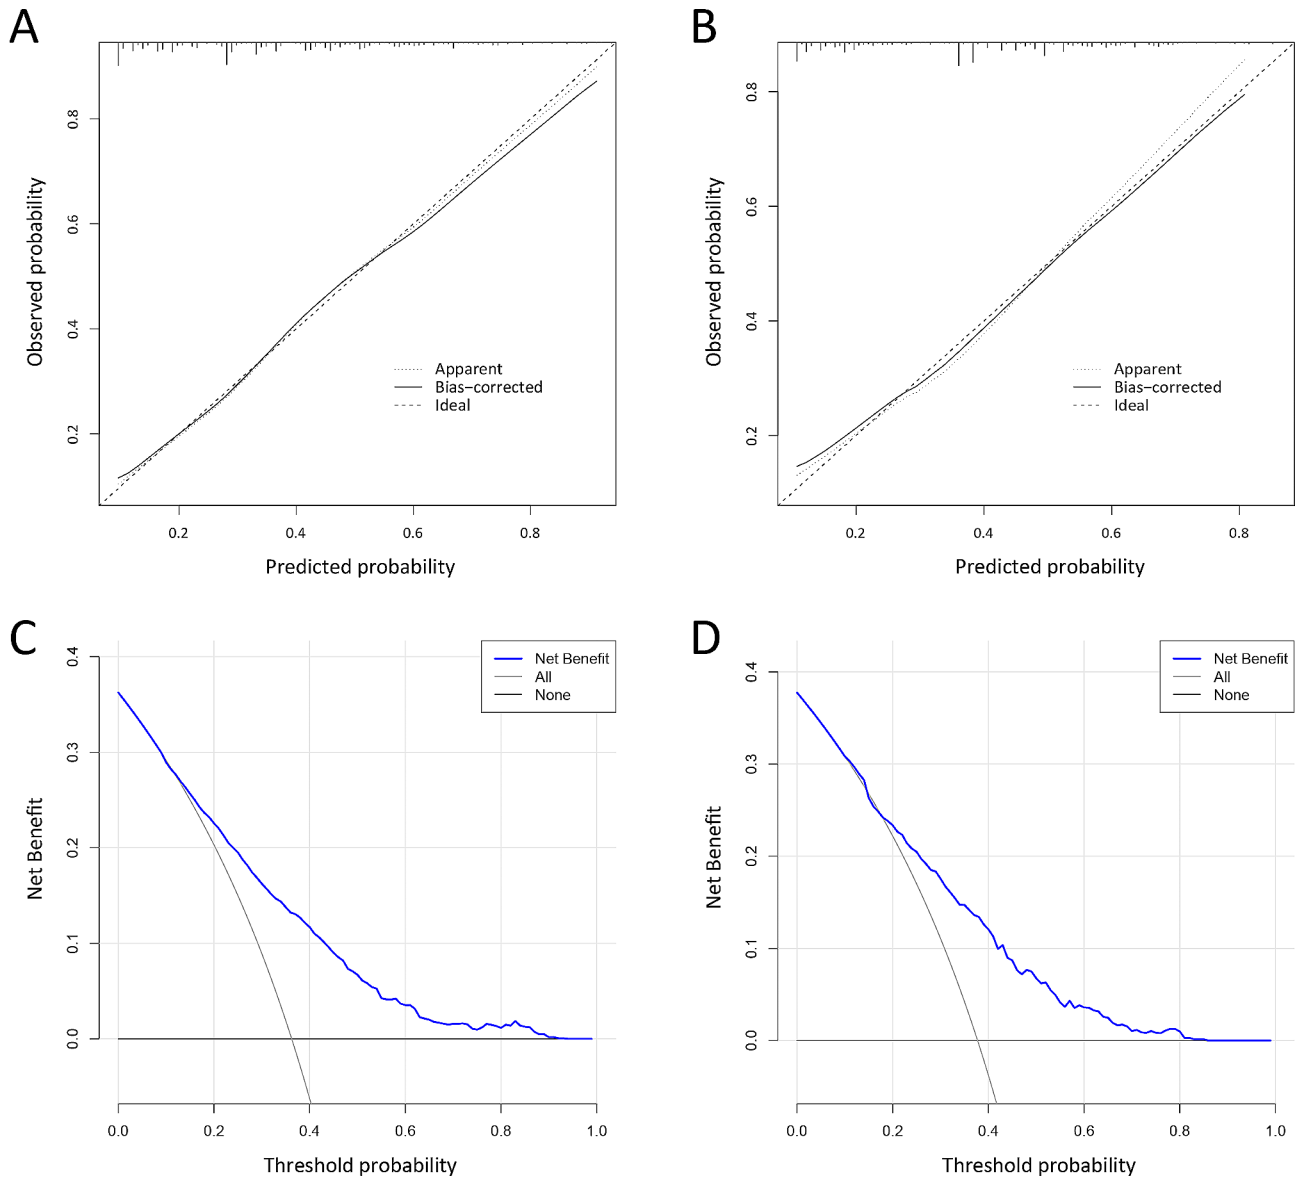 A
Observed probability
0.8
0.6
0.4
0.2
Apparent
Bias−corrected
Ideal
0.2 0.4 0.6 0.8
Predicted probability
B
Observed probability
0.8
0.6
0.4
0.2
Apparent
Bias−corrected
Ideal
0.2 0.4 0.6 0.8
Predicted probability
C
Net Benefit
0.4
0.3
0.2
0.1
0.0
Net Benefit
All
None
0.0 0.2 0.4 0.6 0.8 1.0
Threshold probability
D
Net Benefit
0.4
0.3
0.2
0.1
0.0
Net Benefit
All
None
0.0 0.2 0.4 0.6 0.8 1.0
Threshold probability